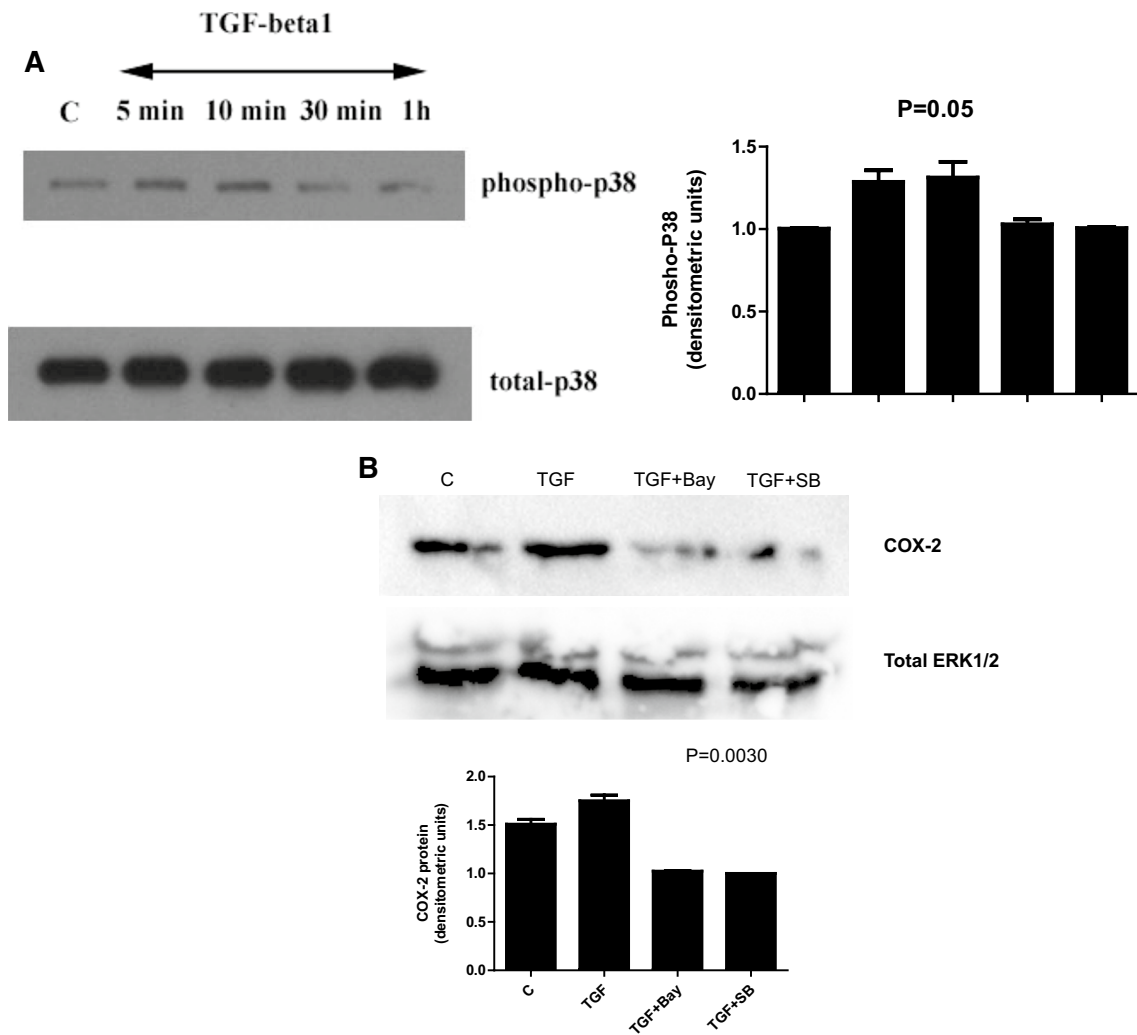 TGF-beta1
A
C 5 min 10 min 30 min 1h
phospho-p38
total-p38
P=0.05
1.5
1.0
0.5
0.0
Phosho-P38
(densitometric units)
B
C TGF TGF+Bay TGF+SB
COX-2
Total ERK1/2
P=0.0030
2.0
1.5
1.0
0.5
0.0
COX-2 protein
(densitometric units)
C TGF TGF+Bay TGF+SB